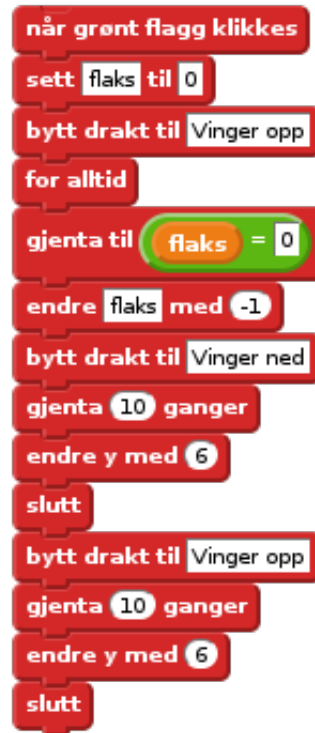 når grønt flagg klikkes
sett flaks til 0
bytt drakt til Vinger opp
for alltid
gjenta til flaks = 0
endre flaks med -1
bytt drakt til Vinger ned
gjenta 10 ganger
endre y med 6
slutt
bytt drakt til Vinger opp
gjenta 10 ganger
endre y med 6
slutt